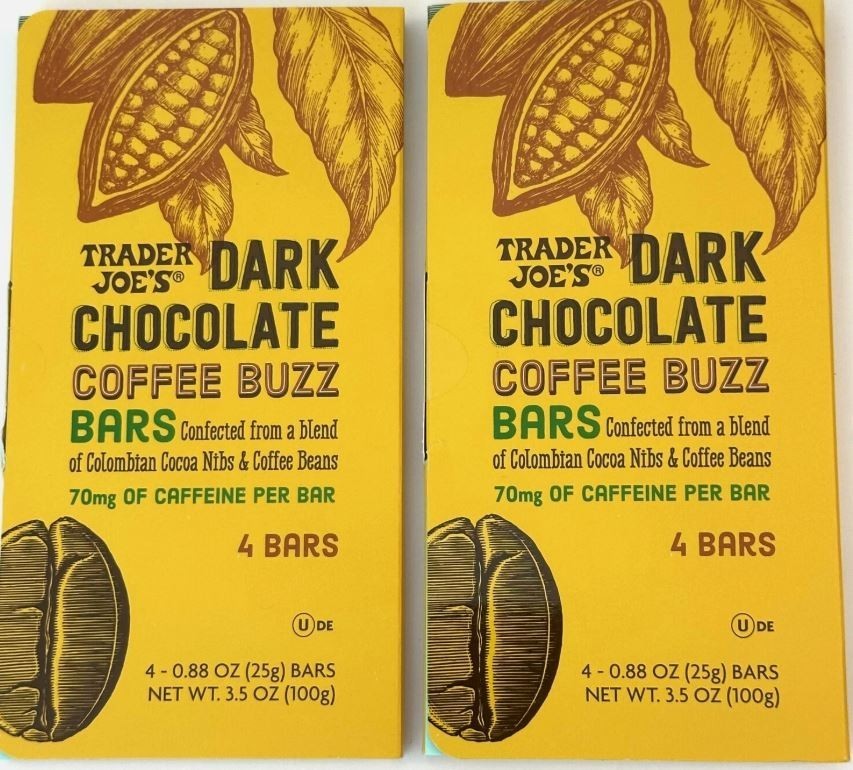 TRADER JOE'S® DARK
CHOCOLATE
COFFEE BUZZ
BARS Confected from a blend
of Colombian Cocoa Nibs & Coffee Beans
70mg OF CAFFEINE PER BAR
4 BARS
U DE
4 - 0.88 OZ (25g) BARS
NET WT. 3.5 OZ (100g)
TRADER JOE'S® DARK
CHOCOLATE
COFFEE BUZZ
BARS Confected from a blend
of Colombian Cocoa Nibs & Coffee Beans
70mg OF CAFFEINE PER BAR
4 BARS
U DE
4 - 0.88 OZ (25g) BARS
NET WT. 3.5 OZ (100g)